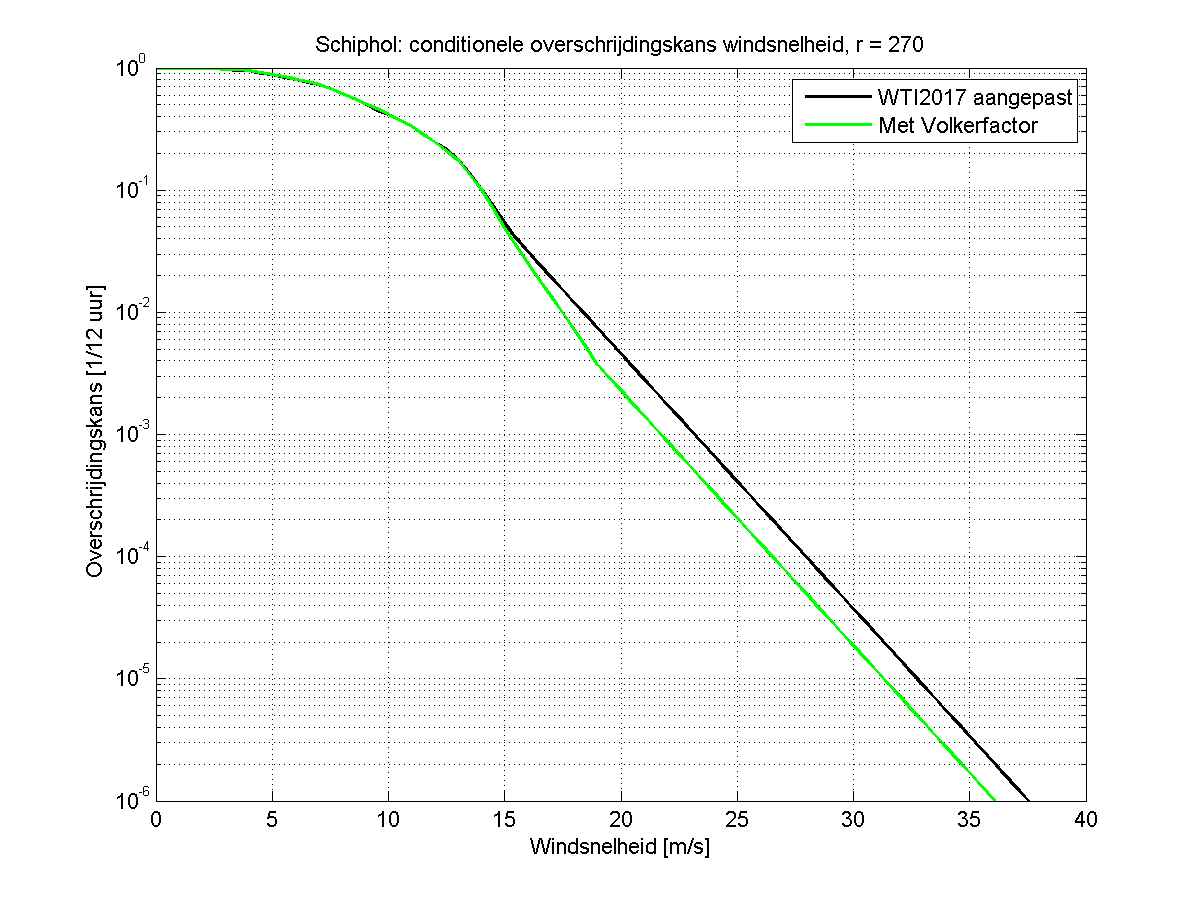 Schiphol: conditionele overschrijdingskans windsnelheid, r = 270
WTI2017 aangepast
Met Volkerfactor
Overschrijdingskans [1/12 uur]
10^0
10^-1
10^-2
10^-3
10^-4
10^-5
10^-6
0 5 10 15 20 25 30 35 40
Windsnelheid [m/s]